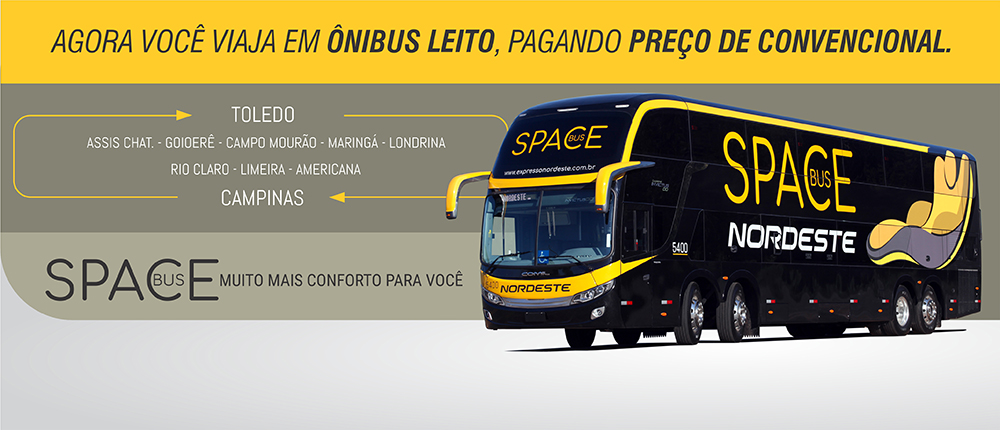 AGORA VOCÊ VIAJA EM ÔNIBUS LEITO, PAGANDO PREÇO DE CONVENCIONAL.
TOLEDO
ASSIS CHAT. - GOIOERÊ - CAMPO MOURÃO - MARINGÁ - LONDRINA
RIO CLARO - LIMEIRA - AMERICANA
CAMPINAS
SPACE BUS MUITO MAIS CONFORTO PARA VOCÊ
SPACE BUS
www.expressonordeste.com.br
NORDESTE
COMIL
NORDESTE
5400
SPACE BUS
NORDESTE